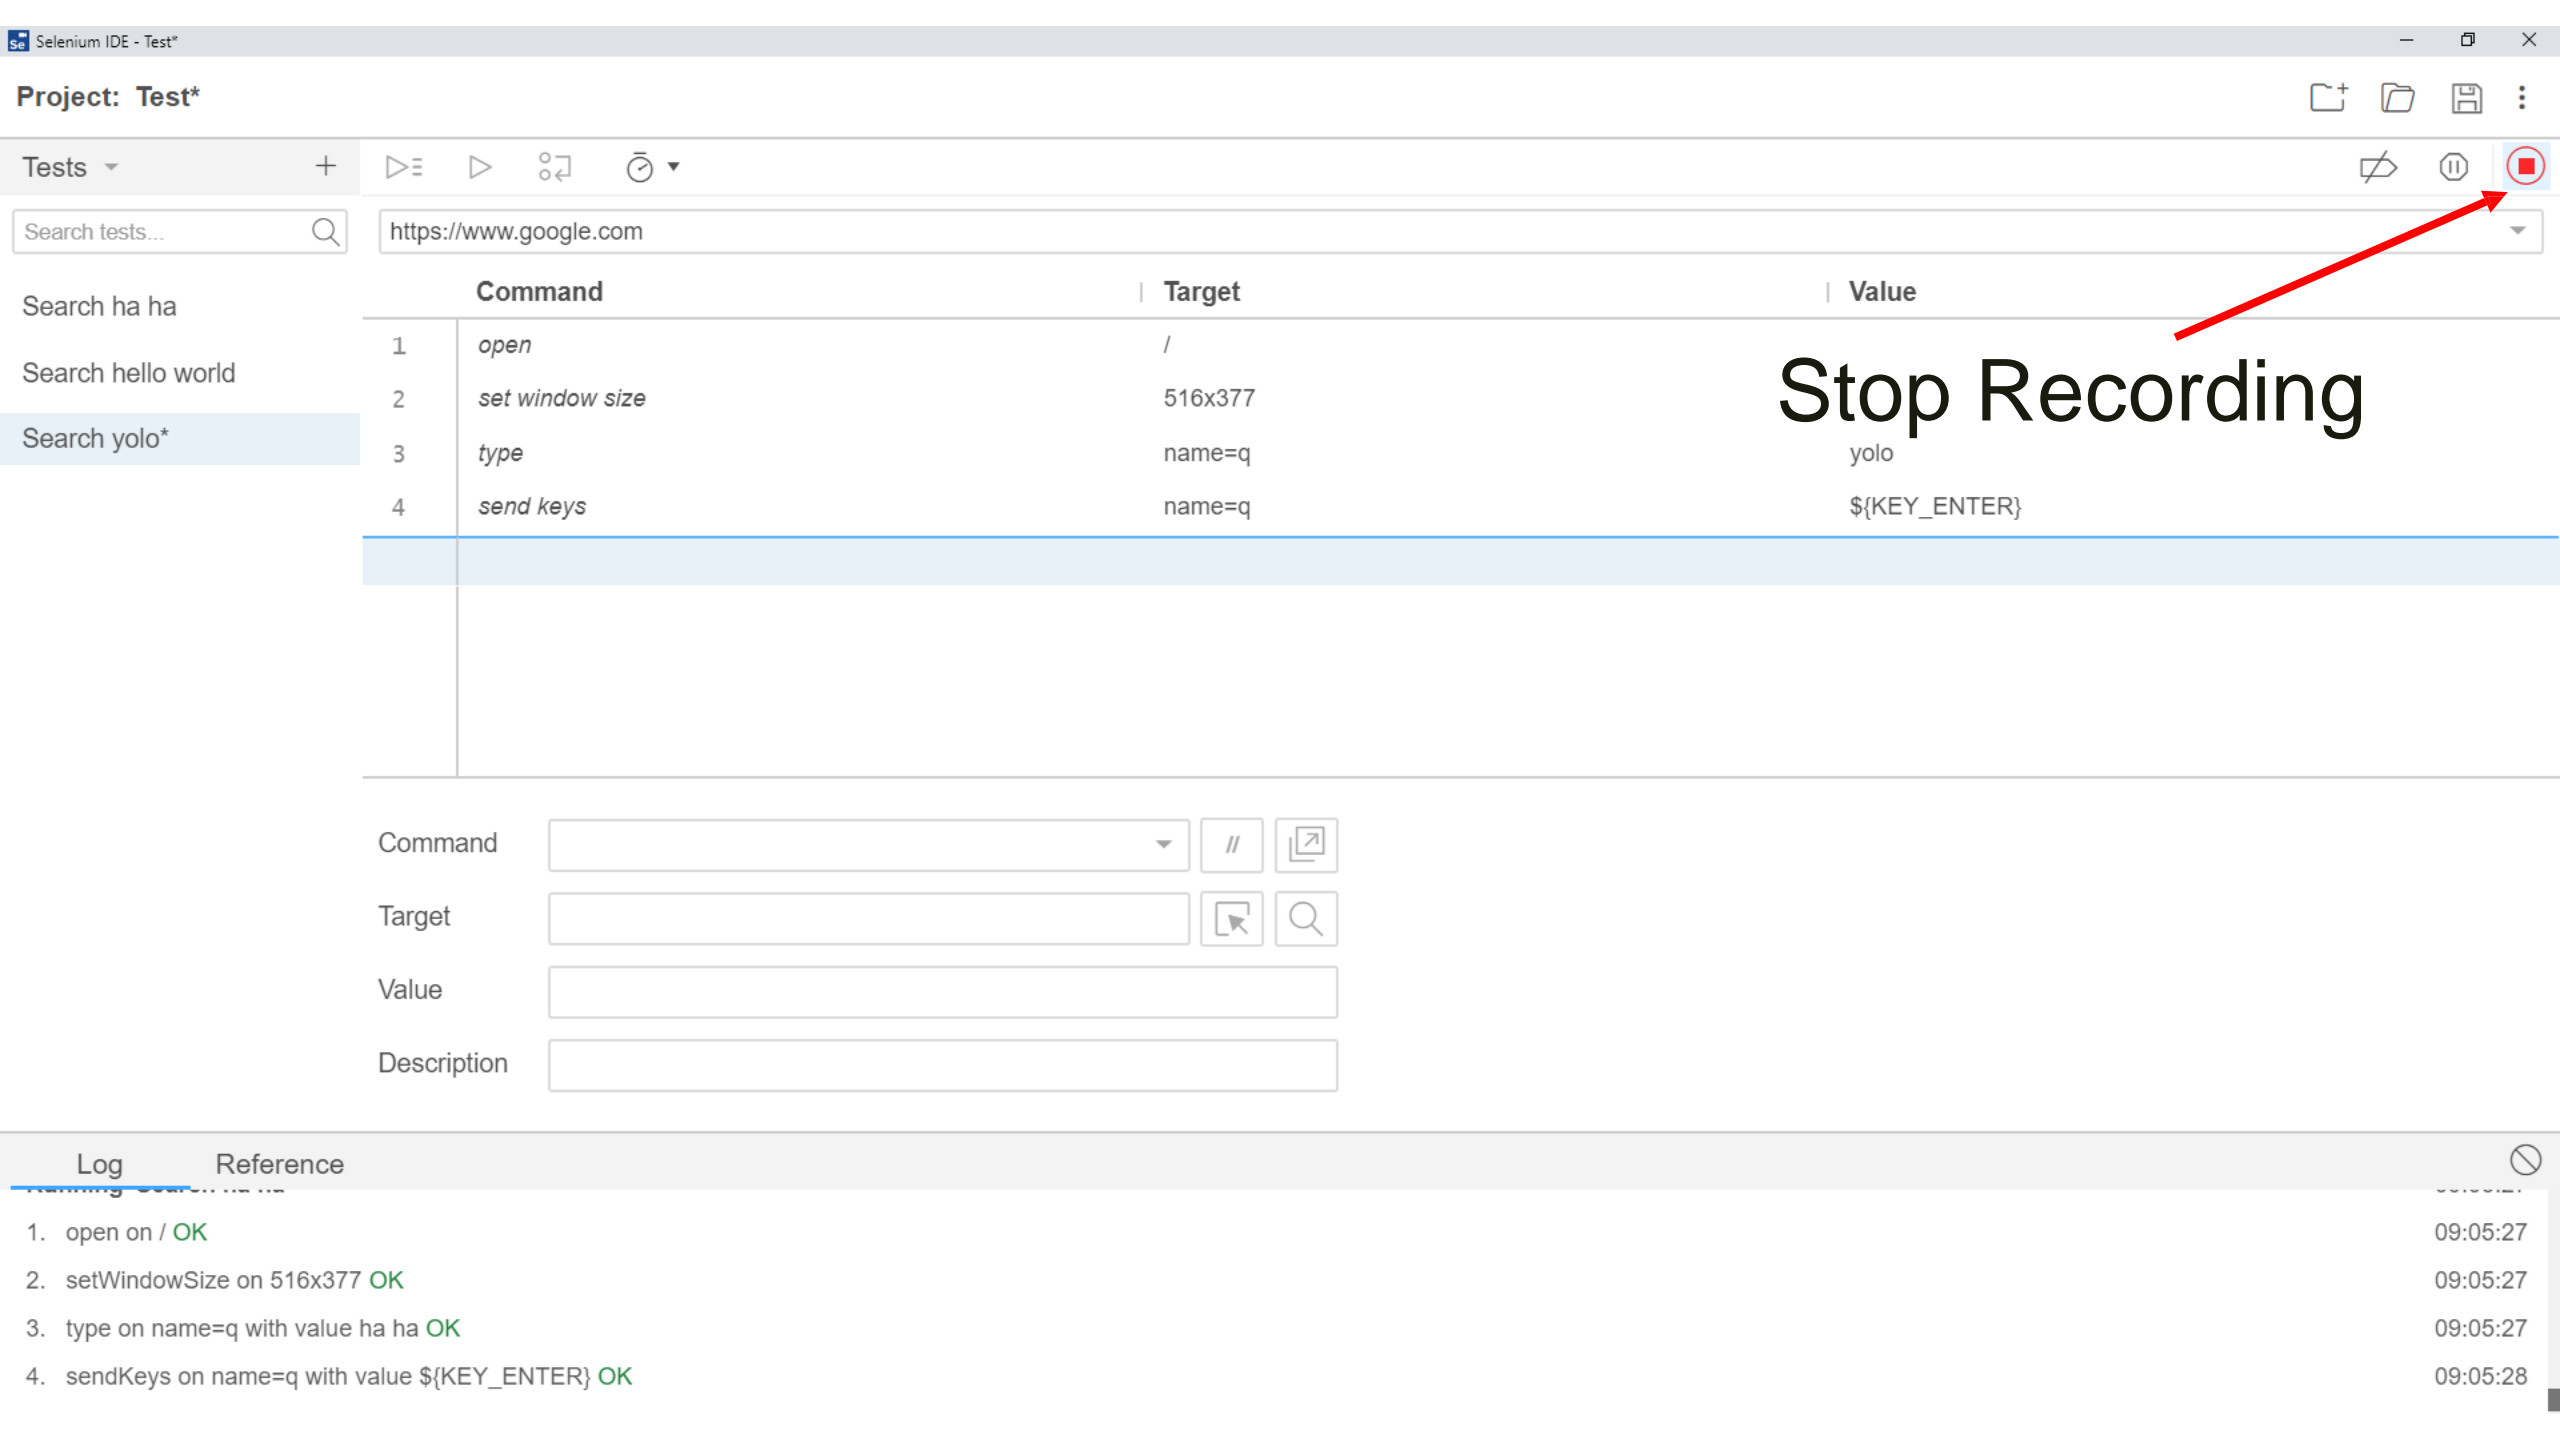 Selenium IDE - Test*
Project: Test*
Tests
Search tests...
https://www.google.com
Command Target Value
Search ha ha
Search hello world
Search yolo*
1 open /
2 set window size 516x377
Stop Recording
3 type name=q yolo
4 send keys name=q ${KEY_ENTER}
Command //
Target
Value
Description
Log Reference
1. open on / OK 09:05:27
2. setWindowSize on 516x377 OK 09:05:27
3. type on name=q with value ha ha OK 09:05:27
4. sendKeys on name=q with value ${KEY_ENTER} OK 09:05:28